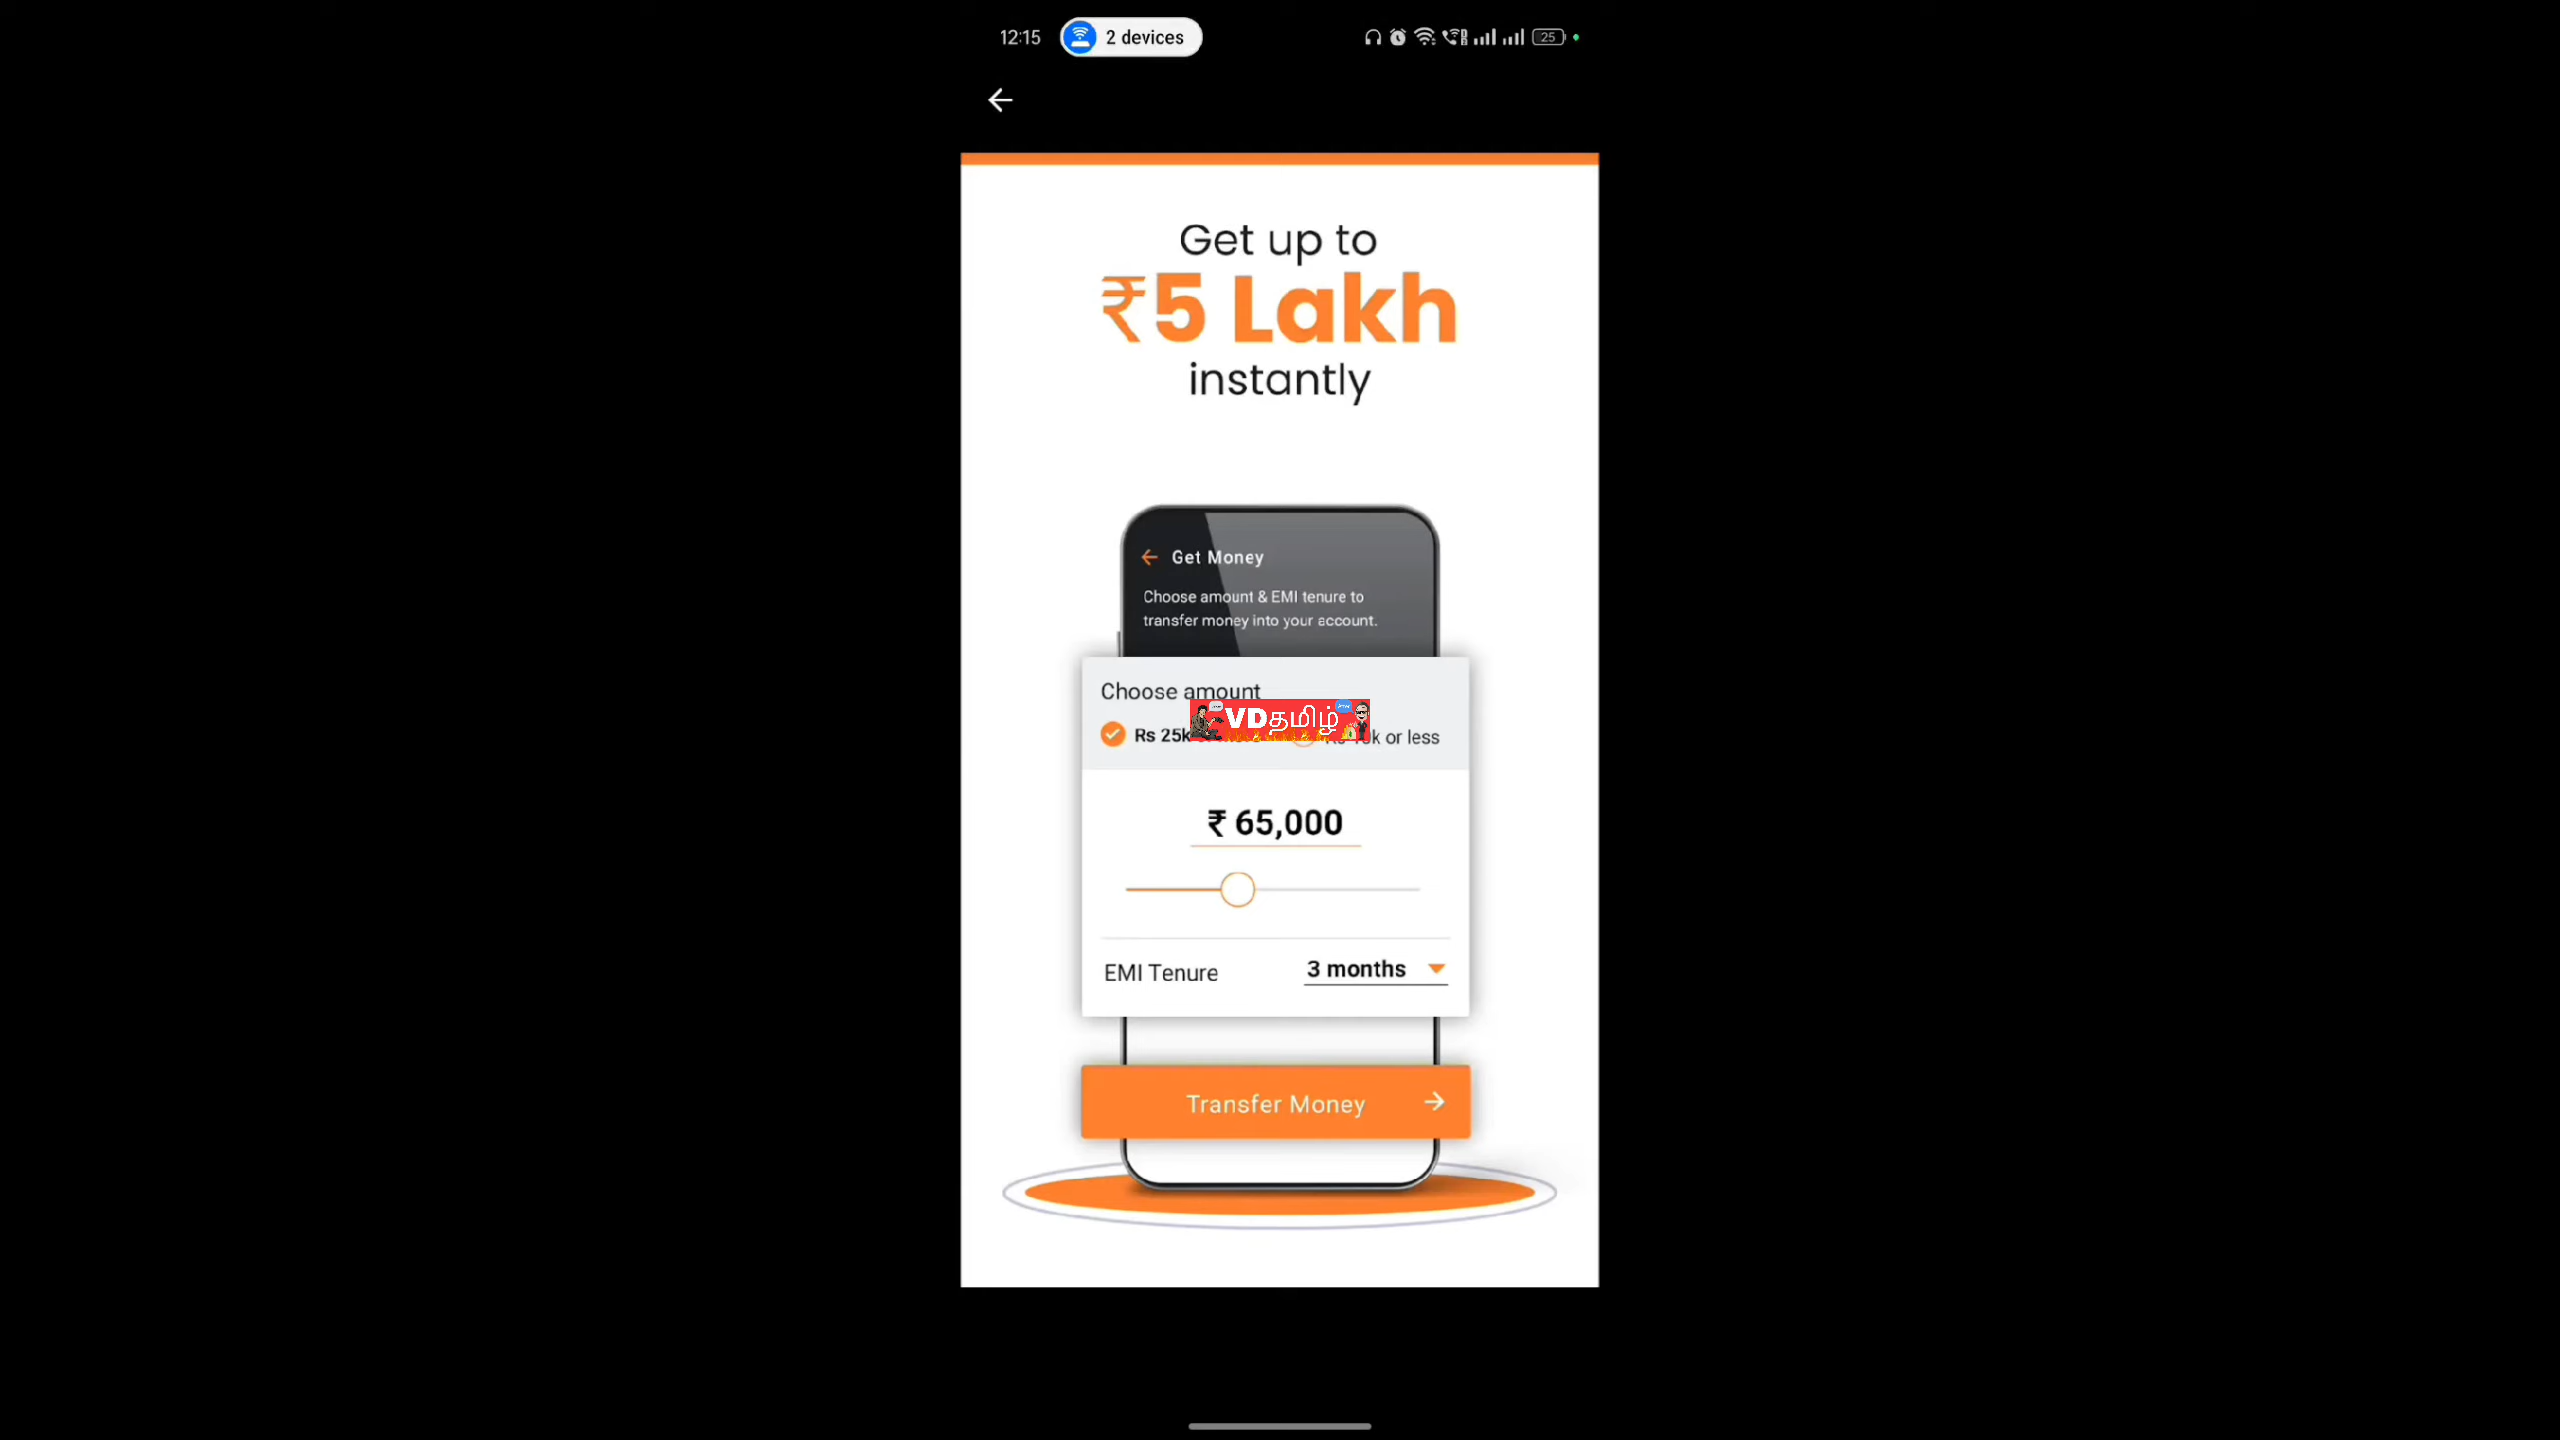 12:15
2 devices
25
Get up to
₹5 Lakh
instantly
Get Money
Choose amount & EMI tenure to
transfer money into your account.
Choose amount
VDதமிழ்
Rs 25k
or less
₹ 65,000
EMI Tenure
3 months
Transfer Money